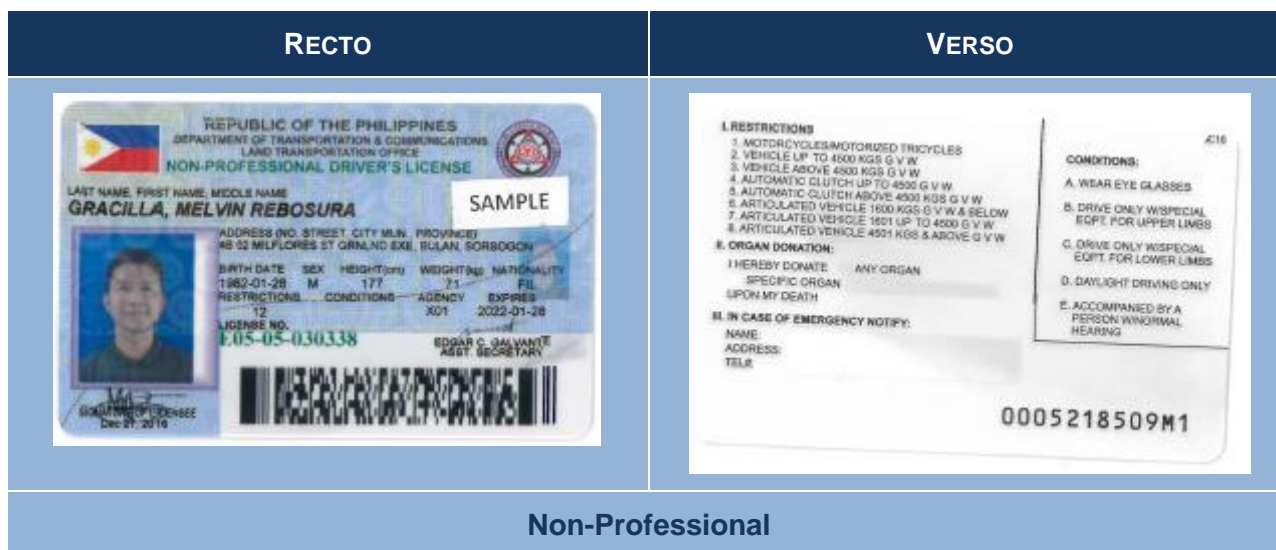 RECTO
VERSO
REPUBLIC OF THE PHILIPPINES
DEPARTMENT OF TRANSPORTATION & COMMUNICATIONS
LAND TRANSPORTATION OFFICE
NON-PROFESSIONAL DRIVER'S LICENSE
LAST NAME, FIRST NAME, MIDDLE NAME
GRACILLA, MELVIN REBOSURA
SAMPLE
ADDRESS (NO. STREET, CITY MUN., PROVINCE)
MILFLORES ST GRNLND EXE, BULAN, SORSOGON
BIRTH DATE SEX HEIGHT(cm) WEIGHT(kg) NATIONALITY
1982-01-28 M 177 71 FIL
RESTRICTIONS CONDITIONS AGENCY EXPIRES
12 X01 2022-01-28
LICENSE NO.
E05-05-030338
EDGAR C. GALVANTE
ASST. SECRETARY
SIGNATURE OF LICENSEE
Dec 27, 2016
I. RESTRICTIONS
1. MOTORCYCLES/MOTORIZED TRICYCLES
2. VEHICLE UP TO 4500 KGS G V W
3. VEHICLE ABOVE 4500 KGS G V W
4. AUTOMATIC CLUTCH UP TO 4500 G V W
5. AUTOMATIC CLUTCH ABOVE 4500 KGS G V W
6. ARTICULATED VEHICLE 1600 KGS G V W & BELOW
7. ARTICULATED VEHICLE 1601 UP TO 4500 G V W
8. ARTICULATED VEHICLE 4501 KGS & ABOVE G V W
II. ORGAN DONATION:
I HEREBY DONATE ANY ORGAN
SPECIFIC ORGAN
UPON MY DEATH
III. IN CASE OF EMERGENCY NOTIFY:
NAME:
ADDRESS:
TEL#:
CONDITIONS:
A. WEAR EYE GLASSES
B. DRIVE ONLY W/SPECIAL
EQPT. FOR UPPER LIMBS
C. DRIVE ONLY W/SPECIAL
EQPT. FOR LOWER LIMBS
D. DAYLIGHT DRIVING ONLY
E. ACCOMPANIED BY A
PERSON W/NORMAL
HEARING
0005218509M1
Non-Professional